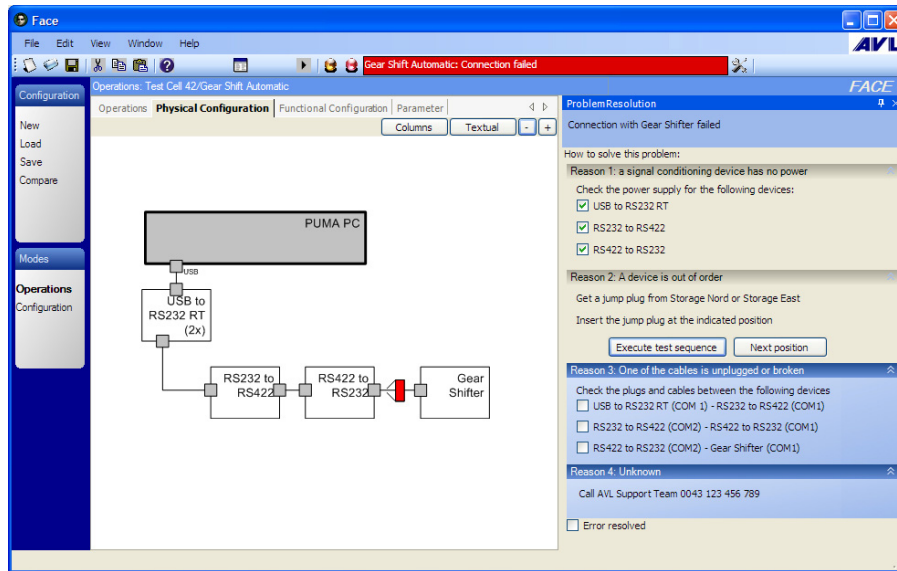 Face
File Edit View Window Help
AVL
Gear Shift Automatic: Connection failed
Configuration
New
Load
Save
Compare
Modes
Operations
Configuration
Operations: Test Cell 42/Gear Shift Automatic
FACE
Operations Physical Configuration Functional Configuration Parameter
Columns Textual - +
PUMA PC
USB
USB to
RS232 RT
(2x)
RS232 to
RS422
RS422 to
RS232
Gear
Shifter
ProblemResolution
Connection with Gear Shifter failed
How to solve this problem:
Reason 1: a signal conditioning device has no power
Check the power supply for the following devices:
USB to RS232 RT
RS232 to RS422
RS422 to RS232
Reason 2: A device is out of order
Get a jump plug from Storage Nord or Storage East
Insert the jump plug at the indicated position
Execute test sequence Next position
Reason 3: One of the cables is unplugged or broken
Check the plugs and cables between the following devices
USB to RS232 RT (COM 1) - RS232 to RS422 (COM1)
RS232 to RS422 (COM2) - RS422 to RS232 (COM1)
RS422 to RS232 (COM2) - Gear Shifter (COM1)
Reason 4: Unknown
Call AVL Support Team 0043 123 456 789
Error resolved